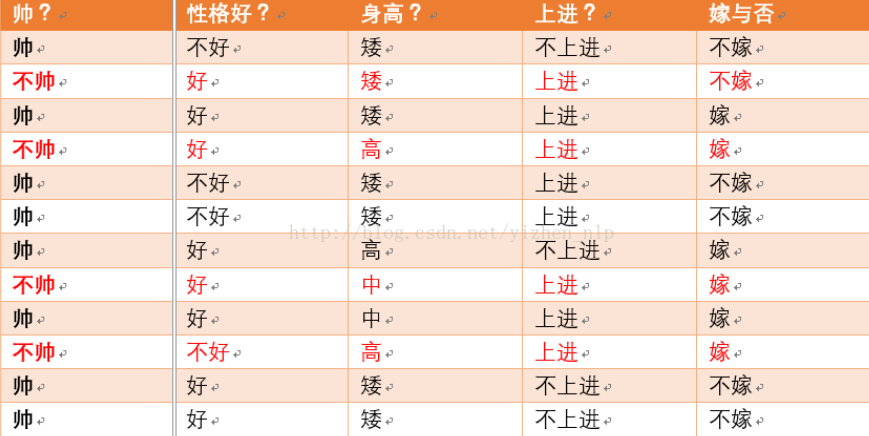 帅？ 性格好？ 身高？ 上进？ 嫁与否
帅 不好 矮 不上进 不嫁
不帅 好 矮 上进 不嫁
帅 好 矮 上进 嫁
不帅 好 高 上进 嫁
帅 不好 矮 上进 不嫁
帅 不好 矮 上进 不嫁
http://blog.csdn.net/yizhen_nlp
帅 好 高 不上进 嫁
不帅 好 中 上进 嫁
帅 好 中 上进 嫁
不帅 不好 高 上进 嫁
帅 好 矮 不上进 不嫁
帅 好 矮 不上进 不嫁